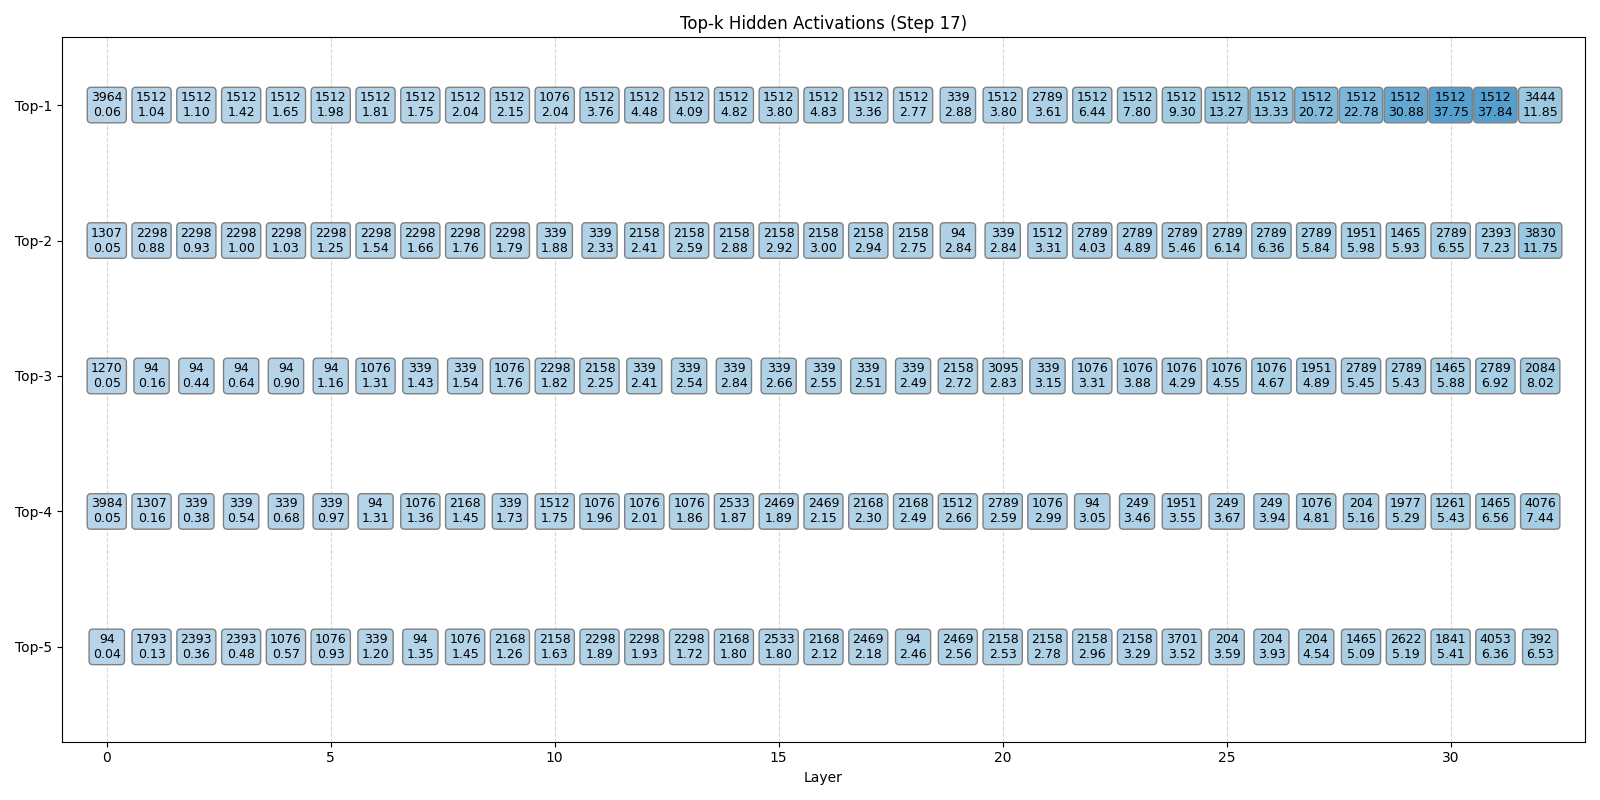 Top-k Hidden Activations (Step 17)
Top-1
3964 1512 1512 1512 1512 1512 1512 1512 1512 1512 1076 1512 1512 1512 1512 1512 1512 1512 1512 339 1512 2789 1512 1512 1512 1512 1512 1512 1512 1512 1512 1512 3444
0.06 1.04 1.10 1.42 1.65 1.98 1.81 1.75 2.04 2.15 2.04 3.76 4.48 4.09 4.82 3.80 4.83 3.36 2.77 2.88 3.80 3.61 6.44 7.80 9.30 13.27 13.33 20.72 22.78 30.88 37.75 37.84 11.85
Top-2
1307 2298 2298 2298 2298 2298 2298 2298 2298 2298 339 339 2158 2158 2158 2158 2158 2158 2158 94 339 1512 2789 2789 2789 2789 2789 2789 1951 1465 2789 2393 3830
0.05 0.88 0.93 1.00 1.03 1.25 1.54 1.66 1.76 1.79 1.88 2.33 2.41 2.59 2.88 2.92 3.00 2.94 2.75 2.84 2.84 3.31 4.03 4.89 5.46 6.14 6.36 5.84 5.98 5.93 6.55 7.23 11.75
Top-3
1270 94 94 94 94 94 1076 339 339 1076 2298 2158 339 339 339 339 339 339 339 2158 3095 339 1076 1076 1076 1076 1076 1951 2789 2789 1465 2789 2084
0.05 0.16 0.44 0.64 0.90 1.16 1.31 1.43 1.54 1.76 1.82 2.25 2.41 2.54 2.84 2.66 2.55 2.51 2.49 2.72 2.83 3.15 3.31 3.88 4.29 4.55 4.67 4.89 5.45 5.43 5.88 6.92 8.02
Top-4
3984 1307 339 339 339 339 94 1076 2168 339 1512 1076 1076 1076 2533 2469 2469 2168 2168 1512 2789 1076 94 249 1951 249 249 1076 204 1977 1261 1465 4076
0.05 0.16 0.38 0.54 0.68 0.97 1.31 1.36 1.45 1.73 1.75 1.96 2.01 1.86 1.87 1.89 2.15 2.30 2.49 2.66 2.59 2.99 3.05 3.46 3.55 3.67 3.94 4.81 5.16 5.29 5.43 6.56 7.44
Top-5
94 1793 2393 2393 1076 1076 339 94 1076 2168 2158 2298 2298 2298 2168 2533 2168 2469 94 2469 2158 2158 2158 2158 3701 204 204 204 1465 2622 1841 4053 392
0.04 0.13 0.36 0.48 0.57 0.93 1.20 1.35 1.45 1.26 1.63 1.89 1.93 1.72 1.80 1.80 2.12 2.18 2.46 2.56 2.53 2.78 2.96 3.29 3.52 3.59 3.93 4.54 5.09 5.19 5.41 6.36 6.53
0 5 10 15 20 25 30
Layer